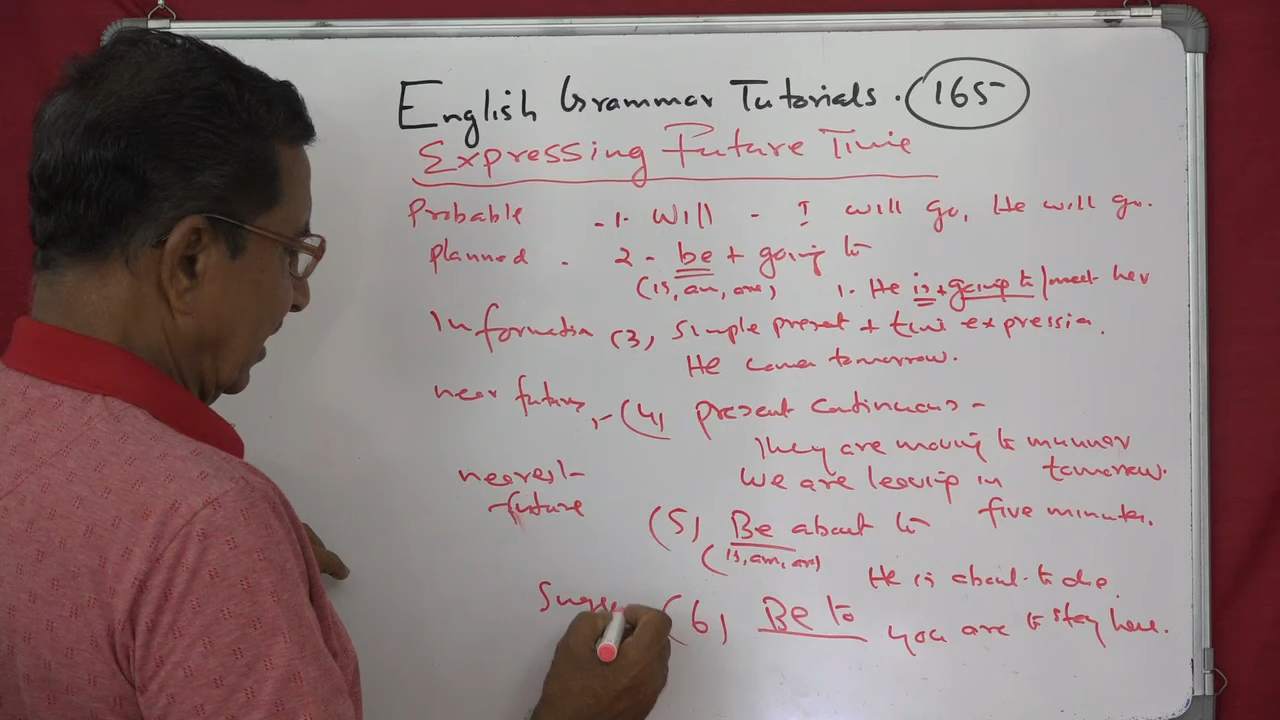 English Grammar Tutorials. 165
Expressing Future Time
Probable - 1. Will - I will go, He will go.
planned - 2 - be + going to
(is, am, are) 1. He is + going to / meet her
Information (3) simple present + time expression.
He comes tomorrow.
near future, - (4) present continuous -
They are moving to munnar
tomorrow.
nearest
future
We are leaving in
five minutes.
(5) Be about to
(is, am, are)
He is about to die.
(6) Be to you are to stay here.